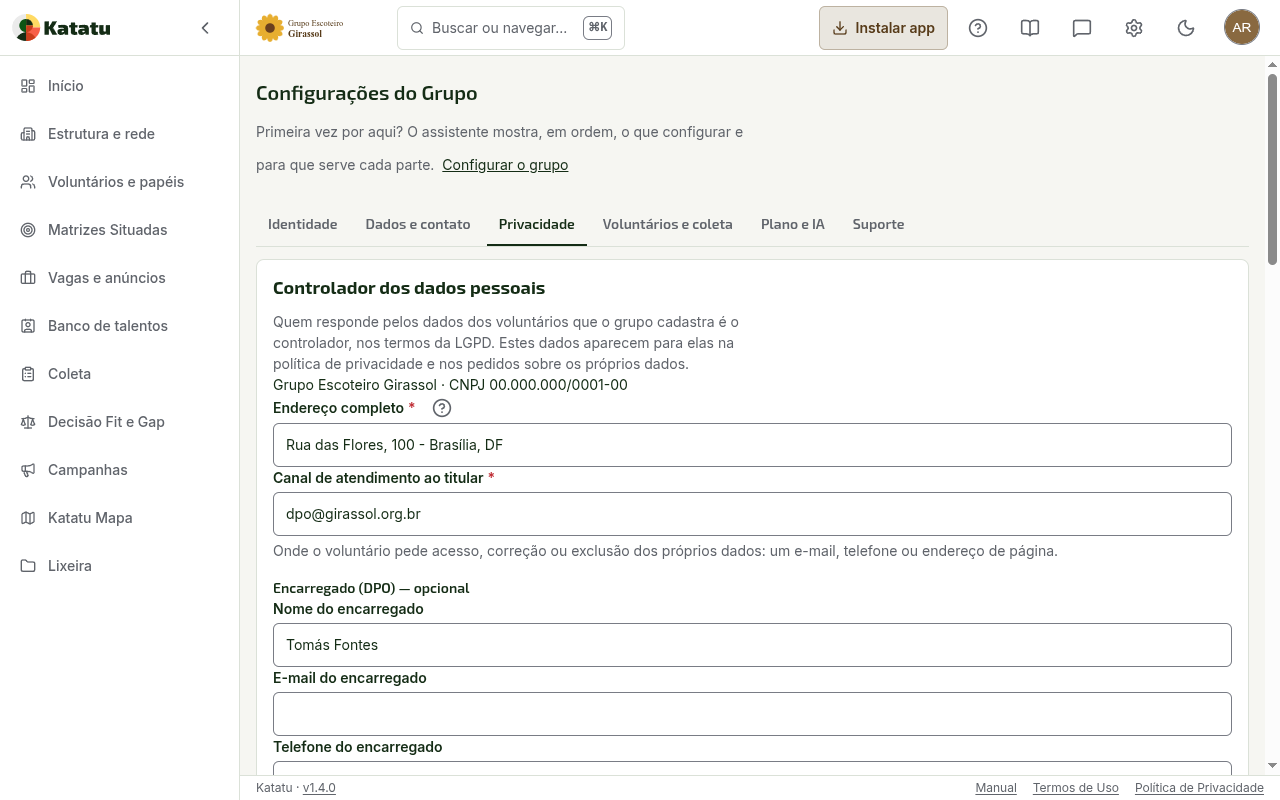 Katatu
Grupo Escoteiro
Girassol
Buscar ou navegar...
⌘K
Instalar app
AR
Início
Estrutura e rede
Voluntários e papéis
Matrizes Situadas
Vagas e anúncios
Banco de talentos
Coleta
Decisão Fit e Gap
Campanhas
Katatu Mapa
Lixeira
Configurações do Grupo
Primeira vez por aqui? O assistente mostra, em ordem, o que configurar e
para que serve cada parte. Configurar o grupo
Identidade Dados e contato Privacidade Voluntários e coleta Plano e IA Suporte
Controlador dos dados pessoais
Quem responde pelos dados dos voluntários que o grupo cadastra é o
controlador, nos termos da LGPD. Estes dados aparecem para elas na
política de privacidade e nos pedidos sobre os próprios dados.
Grupo Escoteiro Girassol · CNPJ 00.000.000/0001-00
Endereço completo *
Rua das Flores, 100 - Brasília, DF
Canal de atendimento ao titular *
dpo@girassol.org.br
Onde o voluntário pede acesso, correção ou exclusão dos próprios dados: um e-mail, telefone ou endereço de página.
Encarregado (DPO) — opcional
Nome do encarregado
Tomás Fontes
E-mail do encarregado
Telefone do encarregado
Katatu · v1.4.0
Manual Termos de Uso Política de Privacidade